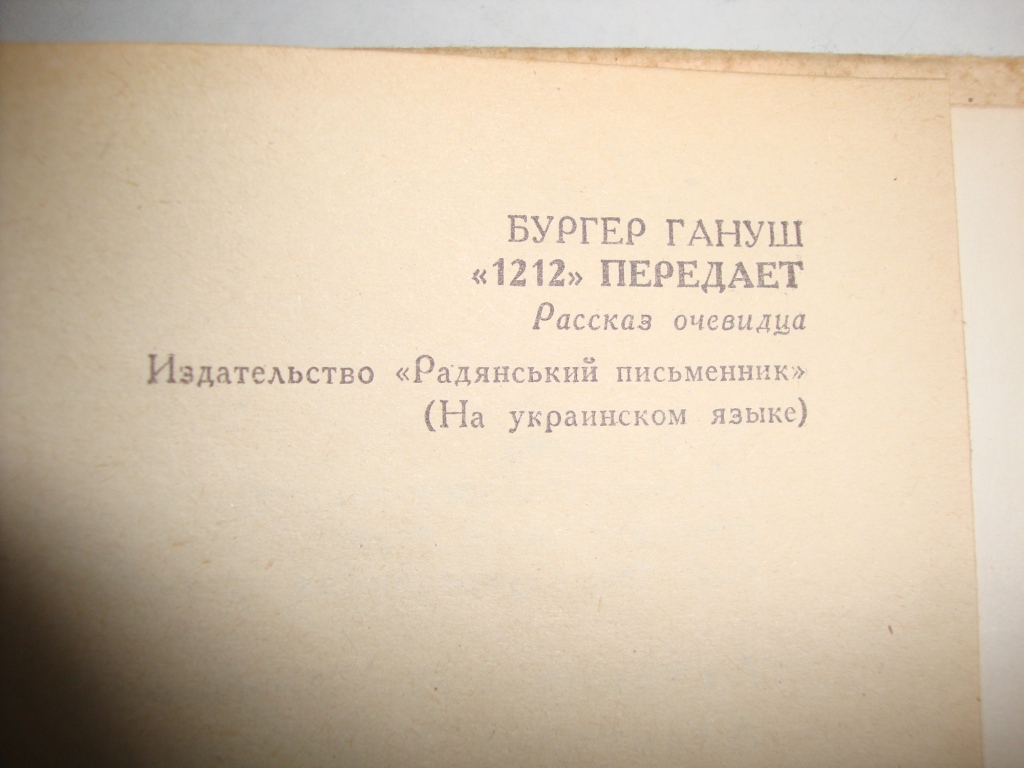 БУРГЕР ГАНУШ
«1212» ПЕРЕДАЕТ
Рассказ очевидца
Издательство «Радянський письменник»
(На украинском языке)